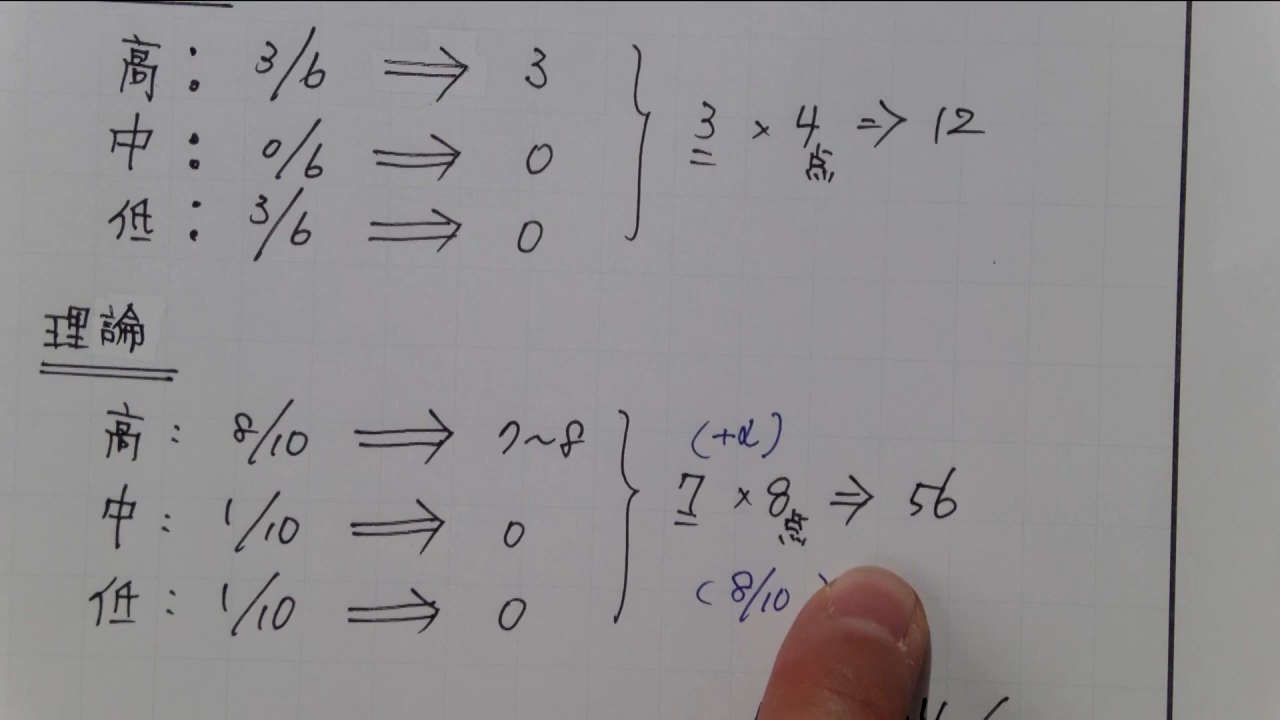 高: 3/6 ⟹ 3
中: 0/6 ⟹ 0
低: 3/6 ⟹ 0
3 × 4点 ⇒ 12
理論
高: 8/10 ⟹ 7~8
中: 1/10 ⟹ 0
低: 1/10 ⟹ 0
(+α)
7 × 8点 ⇒ 56
(8/10)